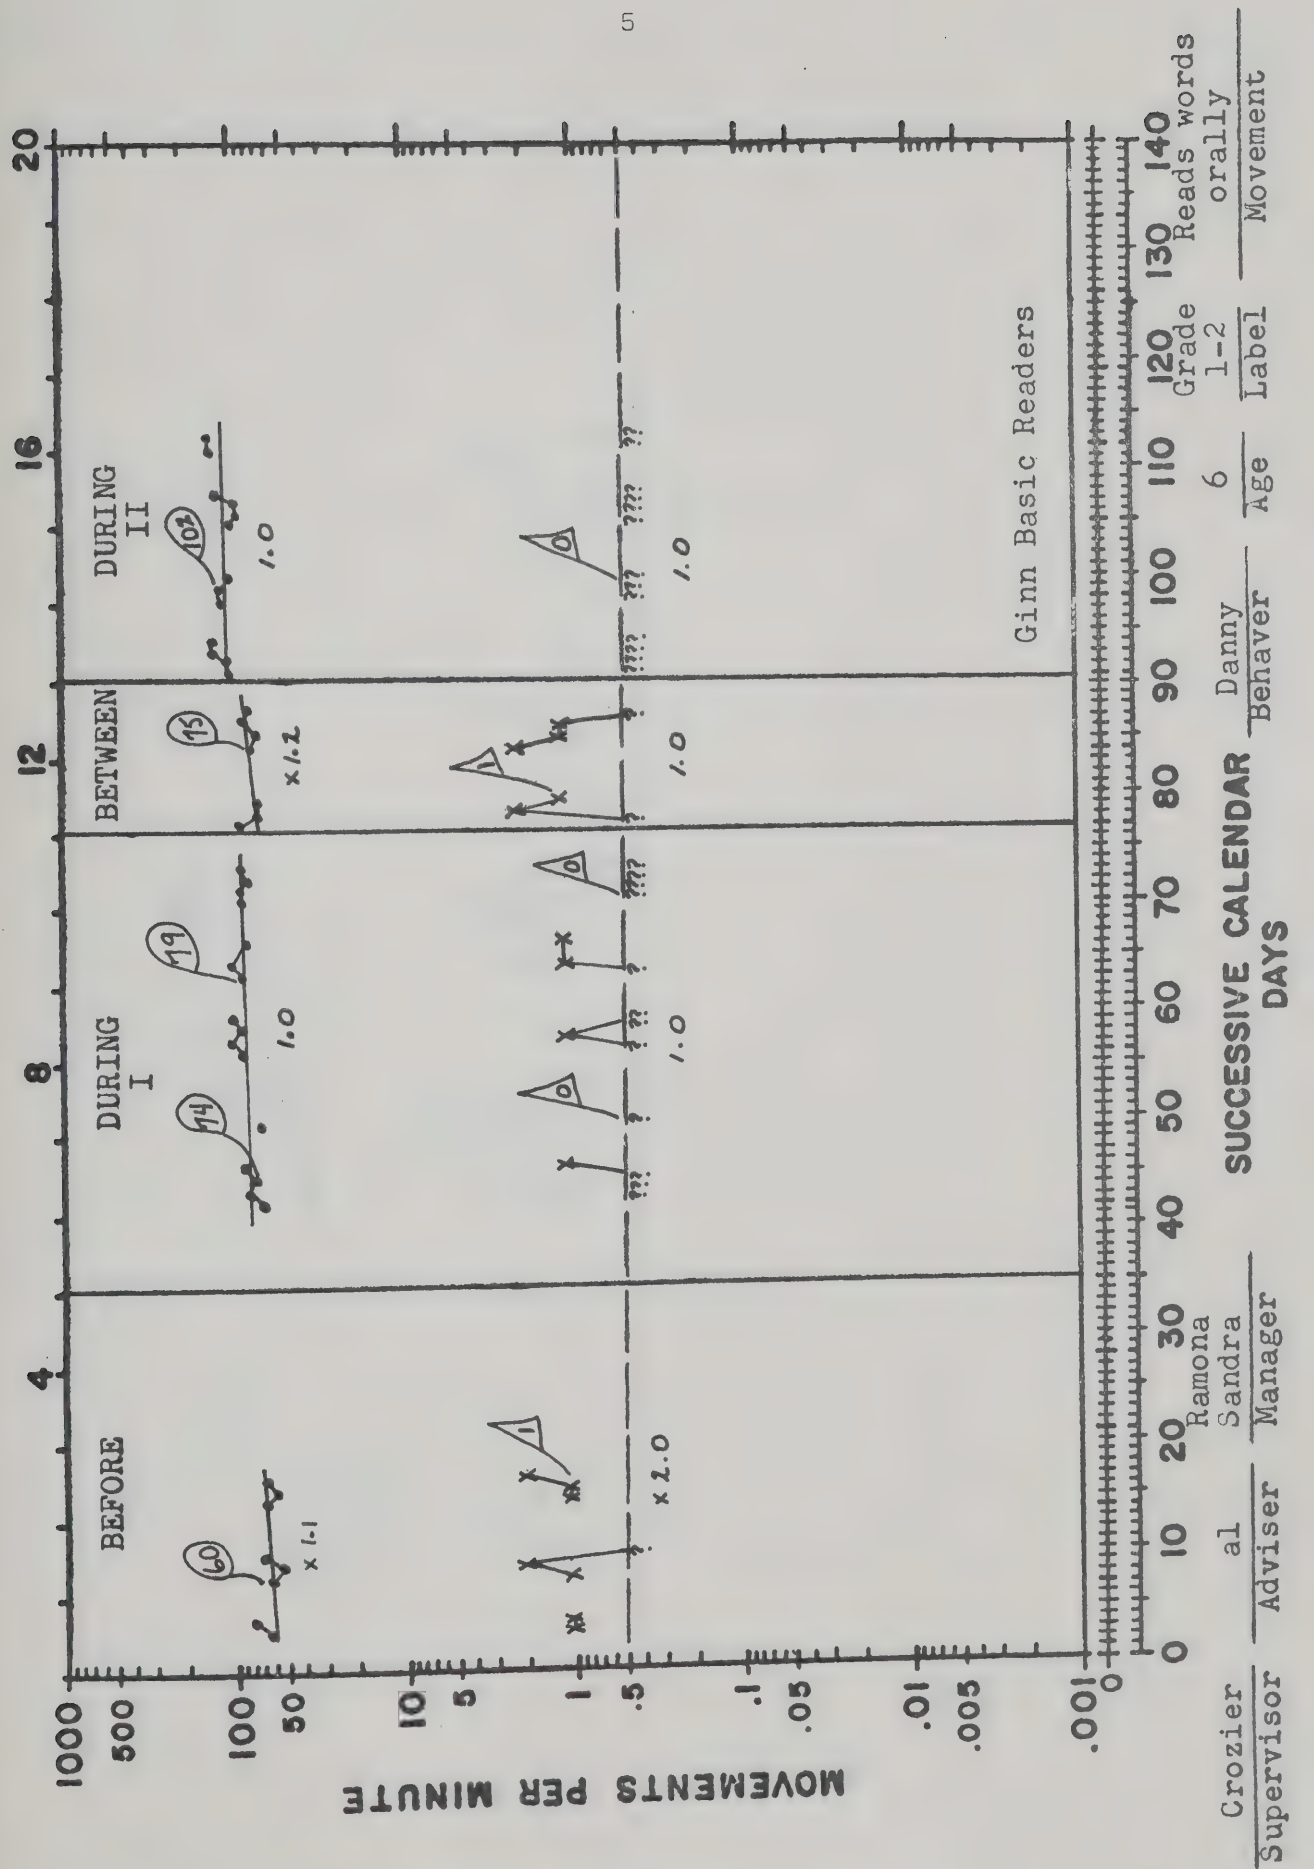 5
4
8
12
16
20
BEFORE
DURING
I
BETWEEN
DURING
II
60
74
79
75
102
x 1.1
1.0
x1.2
1.0
1
0
0
1
0
?
???
?
? ??
?
????
?
?
????
???
????
??
x 2.0
1.0
1.0
1.0
Ginn Basic Readers
MOVEMENTS PER MINUTE
1000
500
100
50
10
5
1
.5
.1
.05
.01
.005
.001
0
0 10 20 30 40 50 60 70 80 90 100 110 120 130 140
SUCCESSIVE CALENDAR
DAYS
Crozier
Supervisor
al
Adviser
Ramona
Sandra
Manager
Danny
Behaver
6
Age
Grade
1-2
Label
Reads words
orally
Movement